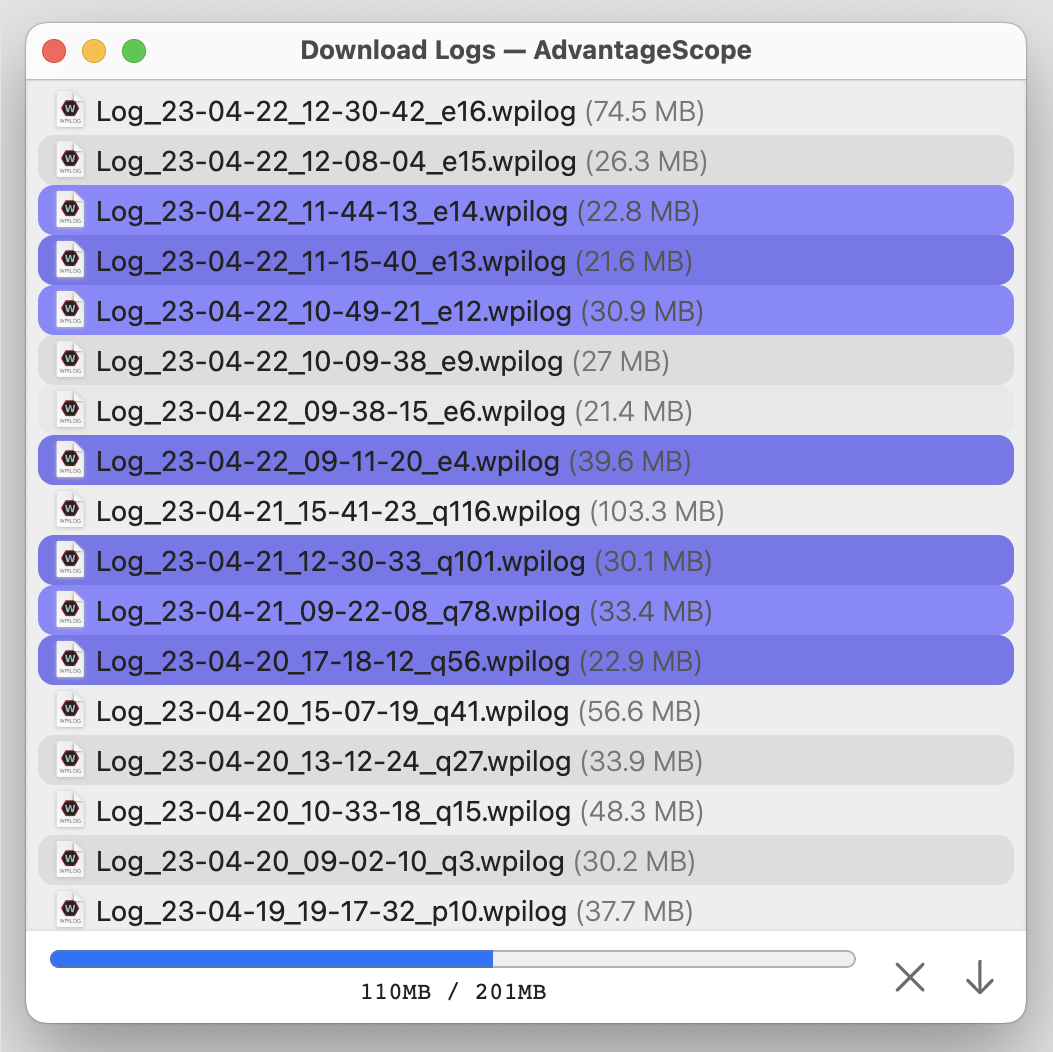 Download Logs — AdvantageScope
Log_23-04-22_12-30-42_e16.wpilog (74.5 MB)
Log_23-04-22_12-08-04_e15.wpilog (26.3 MB)
Log_23-04-22_11-44-13_e14.wpilog (22.8 MB)
Log_23-04-22_11-15-40_e13.wpilog (21.6 MB)
Log_23-04-22_10-49-21_e12.wpilog (30.9 MB)
Log_23-04-22_10-09-38_e9.wpilog (27 MB)
Log_23-04-22_09-38-15_e6.wpilog (21.4 MB)
Log_23-04-22_09-11-20_e4.wpilog (39.6 MB)
Log_23-04-21_15-41-23_q116.wpilog (103.3 MB)
Log_23-04-21_12-30-33_q101.wpilog (30.1 MB)
Log_23-04-21_09-22-08_q78.wpilog (33.4 MB)
Log_23-04-20_17-18-12_q56.wpilog (22.9 MB)
Log_23-04-20_15-07-19_q41.wpilog (56.6 MB)
Log_23-04-20_13-12-24_q27.wpilog (33.9 MB)
Log_23-04-20_10-33-18_q15.wpilog (48.3 MB)
Log_23-04-20_09-02-10_q3.wpilog (30.2 MB)
Log_23-04-19_19-17-32_p10.wpilog (37.7 MB)
110MB / 201MB